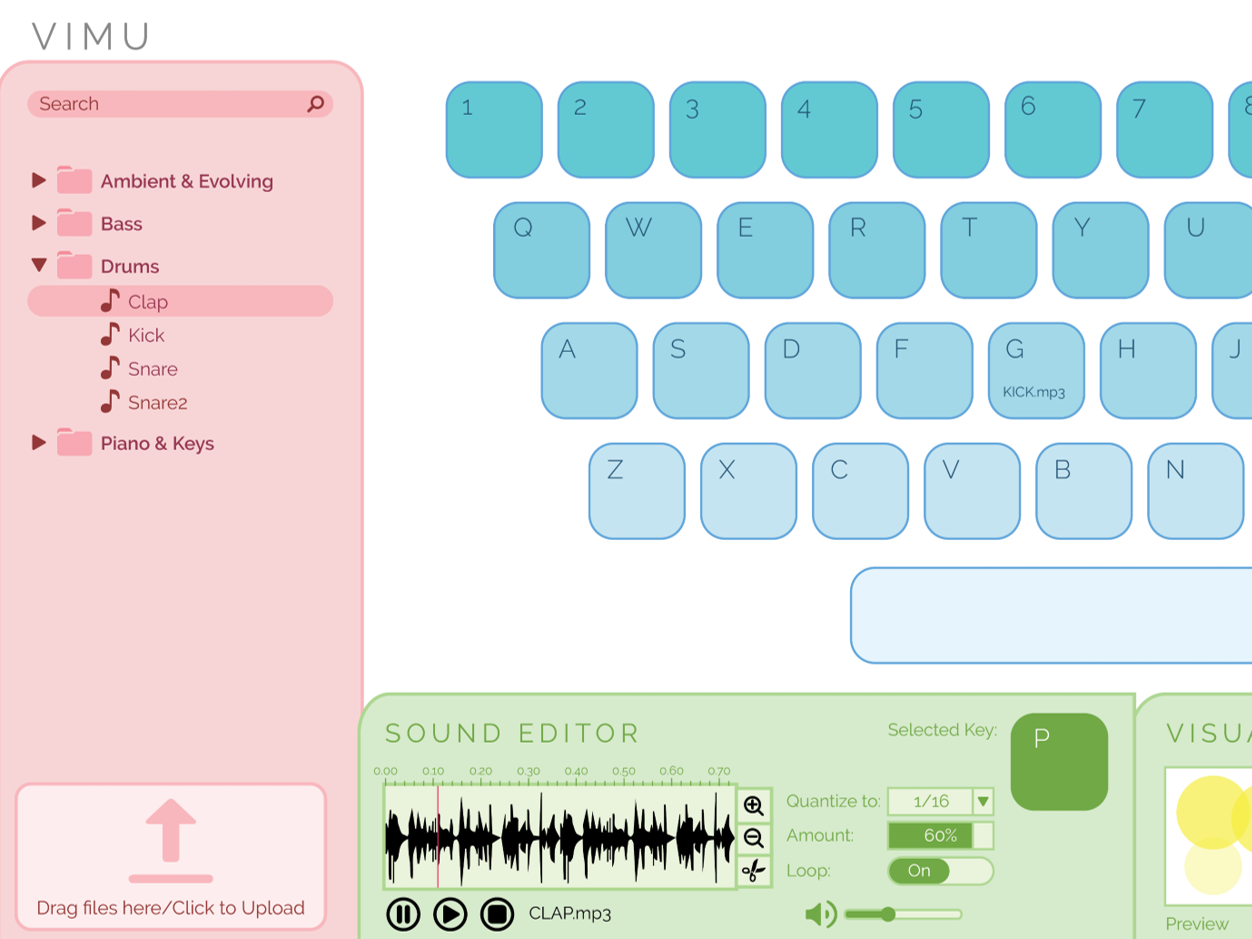 VIMU
Search
Ambient & Evolving
Bass
Drums
Clap
Kick
Snare
Snare2
Piano & Keys
Drag files here/Click to Upload
1 2 3 4 5 6 7
Q W E R T Y U
A S D F G H J
KICK.mp3
Z X C V B N
SOUND EDITOR
0.00 0.10 0.20 0.30 0.40 0.50 0.60 0.70
CLAP.mp3
Selected Key: P
Quantize to: 1/16
Amount: 60%
Loop: On
Preview